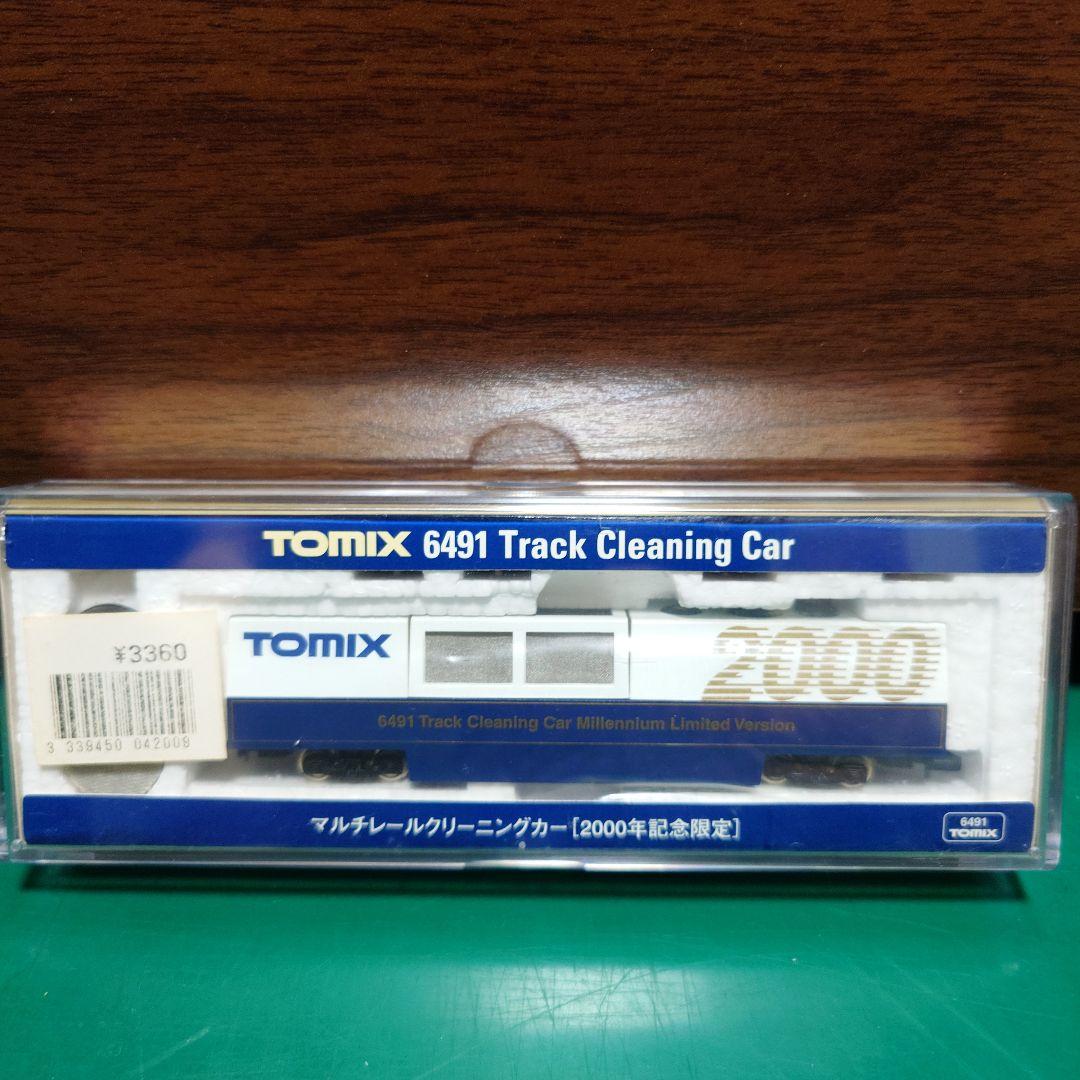 TOMIX 6491 Track Cleaning Car
¥3360
3 339450 042009
TOMIX
2000
6491 Track Cleaning Car Millennium Limited Version
マルチレールクリーニングカー[2000年記念限定]
6491
TOMIX